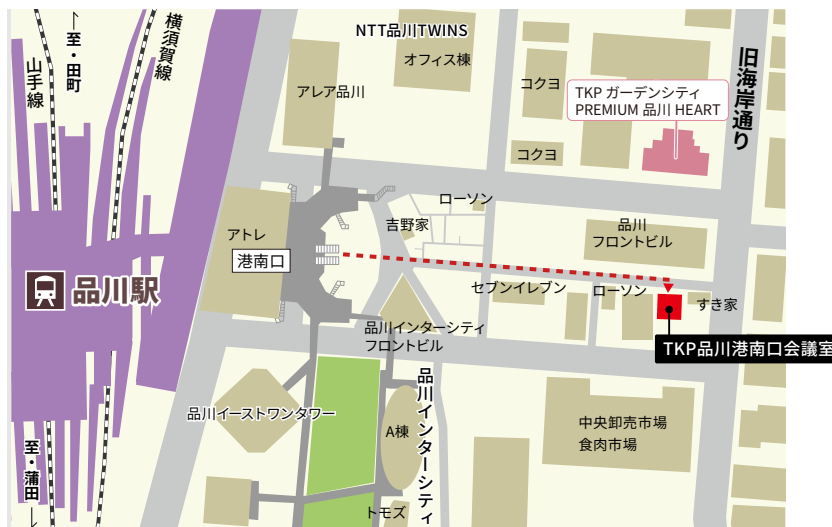 至・田町
横須賀線
山手線
NTT品川TWINS
オフィス棟
アレア品川
コクヨ
TKP ガーデンシティ
PREMIUM 品川 HEART
旧海岸通り
コクヨ
ローソン
吉野家
品川
フロントビル
アトレ
港南口
品川駅
セブンイレブン
ローソン
すき家
品川インターシティ
フロントビル
TKP品川港南口会議室
品川イーストワンタワー
品川インターシティ
A棟
中央卸売市場
食肉市場
至・蒲田
トモズ